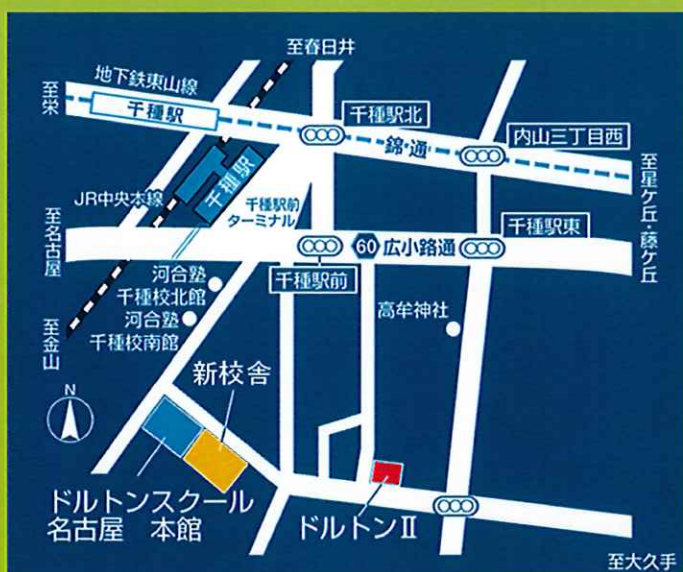 至春日井
地下鉄東山線
千種駅
至栄
千種駅北
錦通
内山三丁目西
至星ケ丘・藤ケ丘
JR中央本線
千種駅
千種駅前
ターミナル
千種駅東
至名古屋
60 広小路通
千種駅前
河合塾
千種校北館
河合塾
千種校南館
高牟神社
至金山
N
新校舎
ドルトンスクール
名古屋 本館
ドルトンⅡ
至大久手